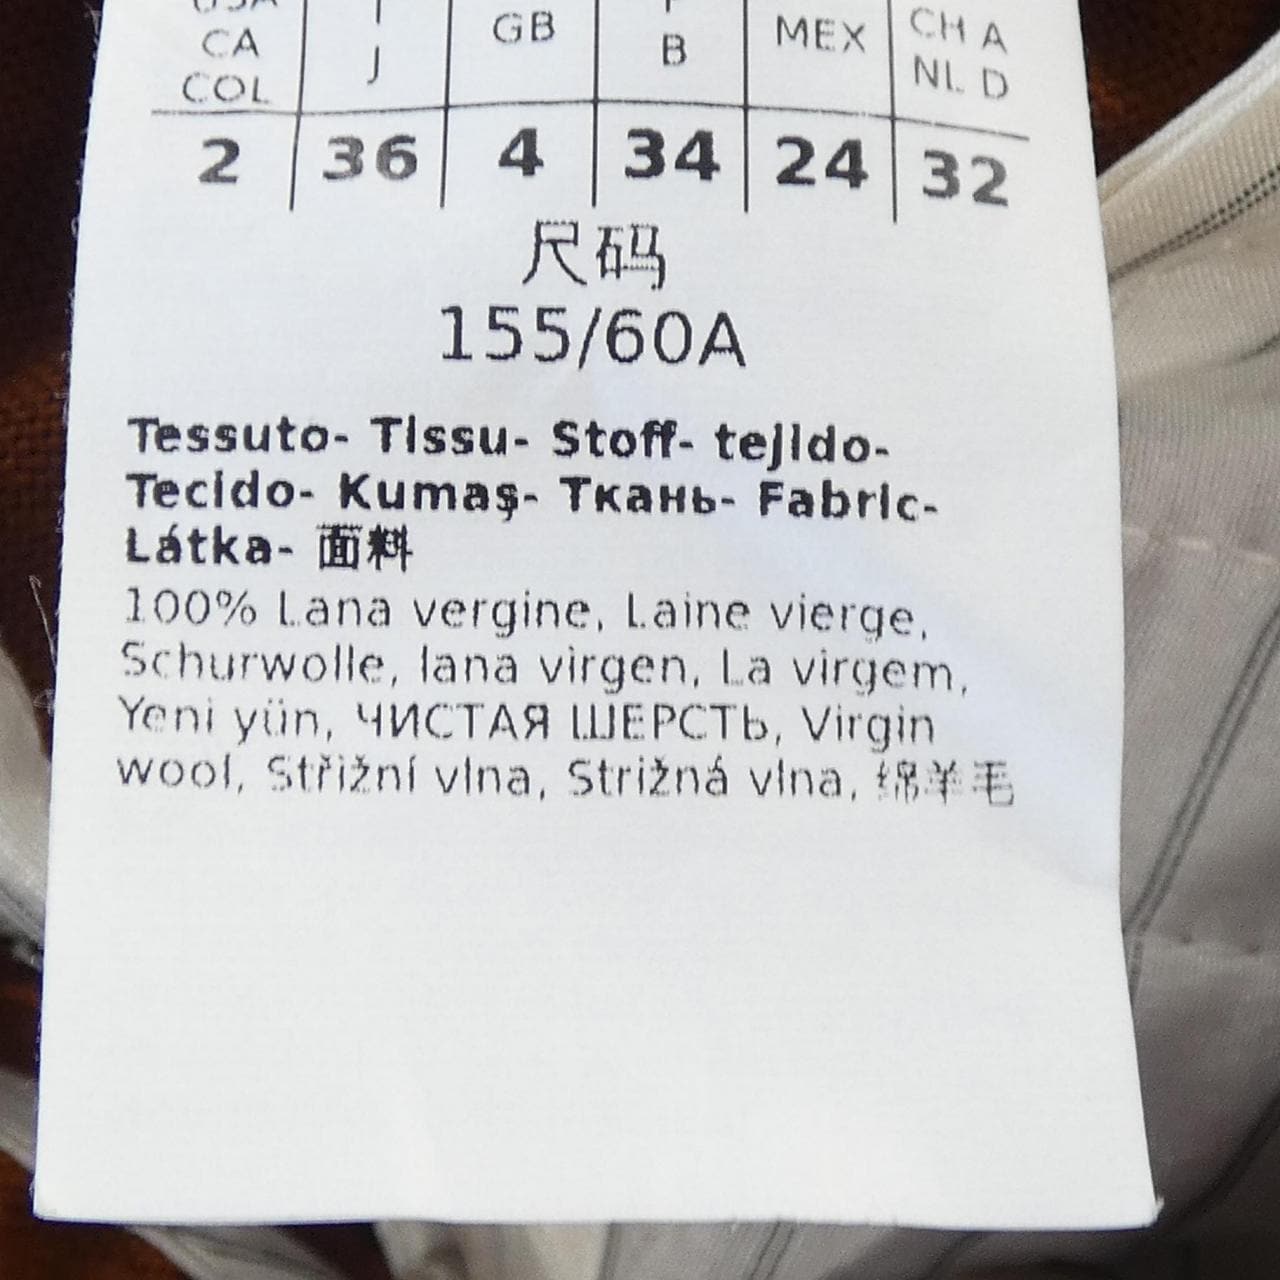 USA I GB F MEX CH A
CA J B NL D
COL
2 36 4 34 24 32
尺码
155/60A
Tessuto- Tissu- Stoff- tejido-
Tecido- Kumaş- Ткань- Fabric-
Látka- 面料
100% Lana vergine, Laine vierge,
Schurwolle, lana virgen, La virgem,
Yeni yün, ЧИСТАЯ ШЕРСТЬ, Virgin
wool, Střižní vlna, Strižná vlna, 绵羊毛